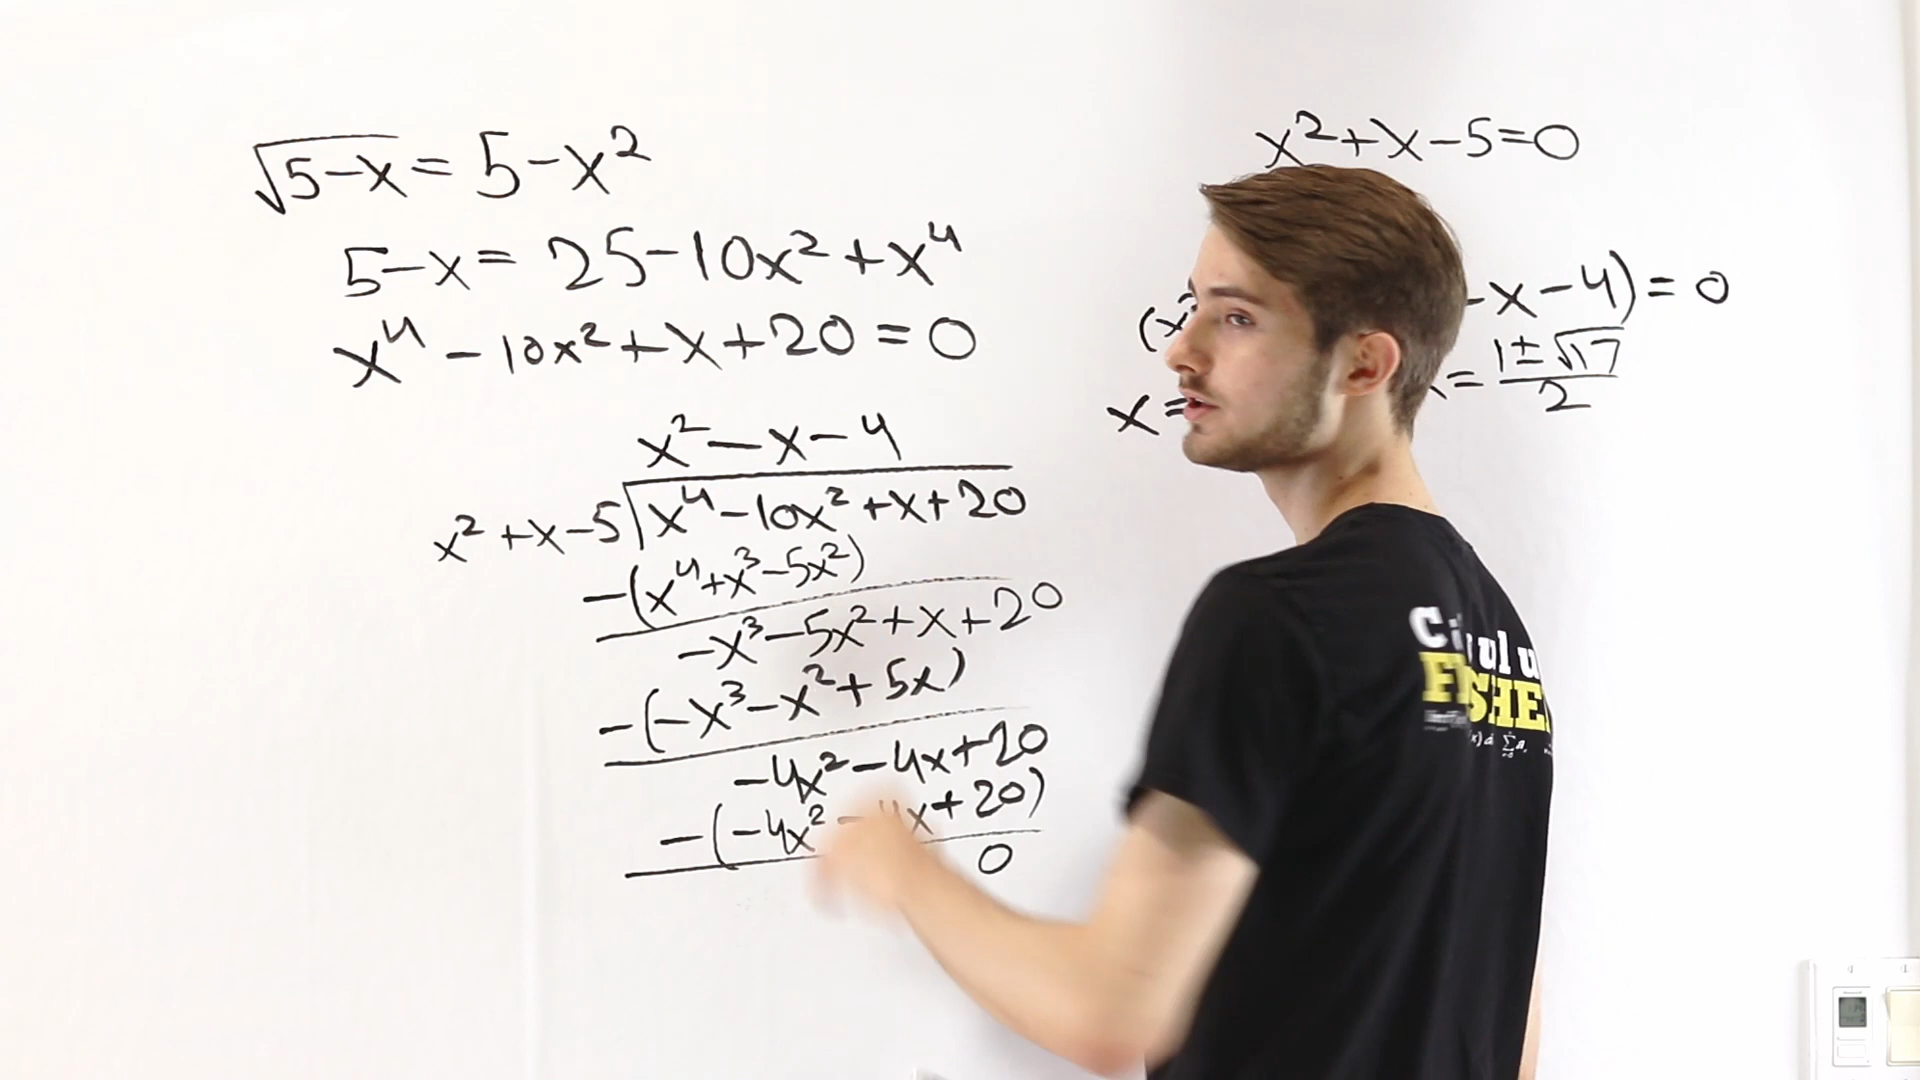 √5-x = 5-x²
5-x = 25-10x²+x⁴
x⁴-10x²+x+20=0
x²-x-4
x²+x-5 x⁴-10x²+x+20
-(x⁴+x³-5x²)
-x³-5x²+x+20
-(-x³-x²+5x)
-4x²-4x+20
-(-4x²-4x+20)
0
x²+x-5=0
(x² -x-4)=0
x= x= 1±√17
2